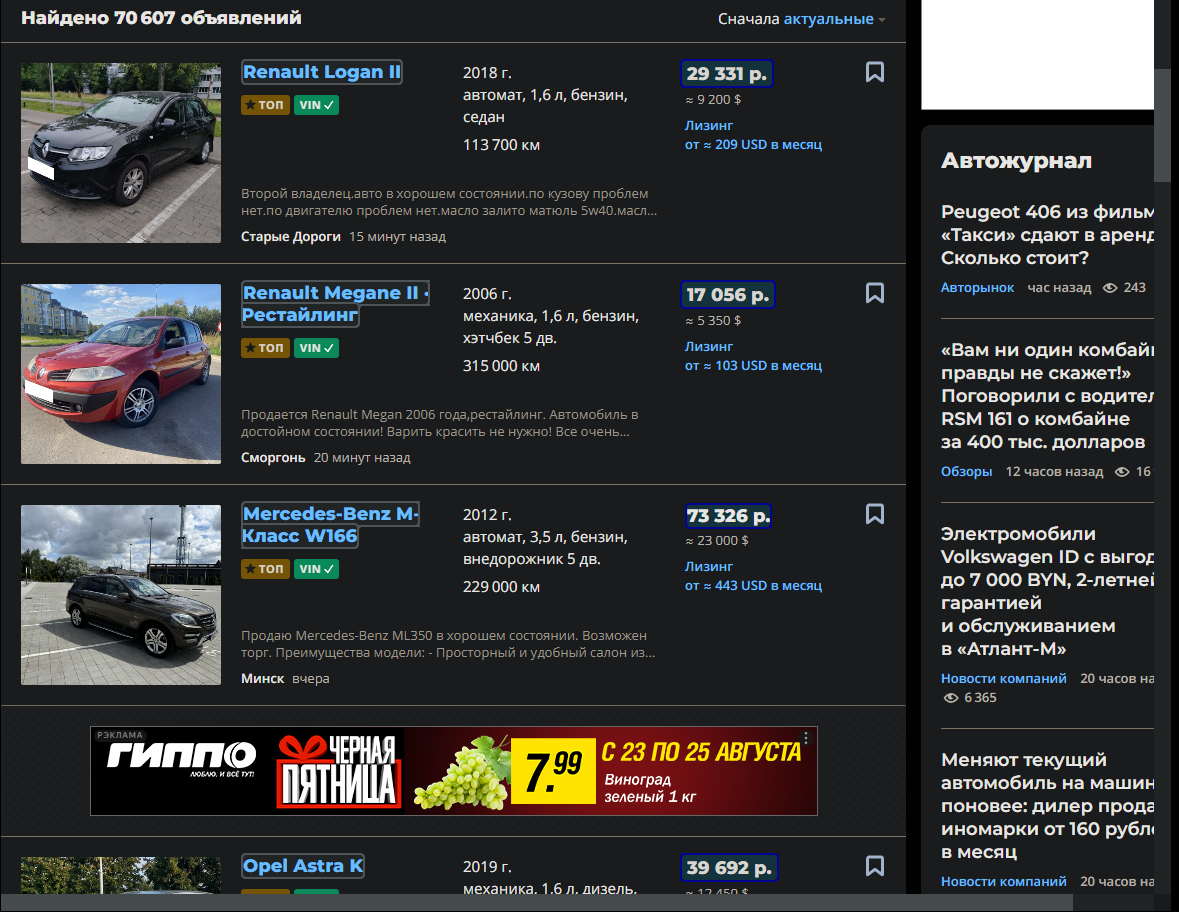 Найдено 70 607 объявлений
Сначала актуальные
Renault Logan II
ТОП VIN
2018 г.
автомат, 1,6 л, бензин,
седан
113 700 км
29 331 р.
≈ 9 200 $
Лизинг
от ≈ 209 USD в месяц
Второй владелец.авто в хорошем состоянии.по кузову проблем
нет.по двигателю проблем нет.масло залито матюль 5w40.масл...
Старые Дороги 15 минут назад
Renault Megane II ·
Рестайлинг
ТОП VIN
2006 г.
механика, 1,6 л, бензин,
хэтчбек 5 дв.
315 000 км
17 056 р.
≈ 5 350 $
Лизинг
от ≈ 103 USD в месяц
Продается Renault Megan 2006 года,рестайлинг. Автомобиль в
достойном состоянии! Варить красить не нужно! Все очень...
Сморгонь 20 минут назад
Mercedes-Benz M-
Класс W166
ТОП VIN
2012 г.
автомат, 3,5 л, бензин,
внедорожник 5 дв.
229 000 км
73 326 р.
≈ 23 000 $
Лизинг
от ≈ 443 USD в месяц
Продаю Mercedes-Benz ML350 в хорошем состоянии. Возможен
торг. Преимущества модели: - Просторный и удобный салон из...
Минск вчера
РЭКЛАМА
ГИППО
ЛЮБЛЮ. И ВСЁ ТУТ!
ЧЕРНАЯ
ПЯТНИЦА
7.99
С 23 ПО 25 АВГУСТА
Виноград
зеленый 1 кг
Opel Astra K
2019 г.
механика, 1,6 л, дизель,
39 692 р.
≈ 12 450 $
Автожурнал
Peugeot 406 из фильм
«Такси» сдают в аренд
Сколько стоит?
Авторынок час назад 243
«Вам ни один комбай
правды не скажет!»
Поговорили с водител
RSM 161 о комбайне
за 400 тыс. долларов
Обзоры 12 часов назад 16
Электромобили
Volkswagen ID с выгод
до 7 000 BYN, 2-летней
гарантией
и обслуживанием
в «Атлант-М»
Новости компаний 20 часов на
6 365
Меняют текущий
автомобиль на машин
поновее: дилер прода
иномарки от 160 рубл
в месяц
Новости компаний 20 часов на